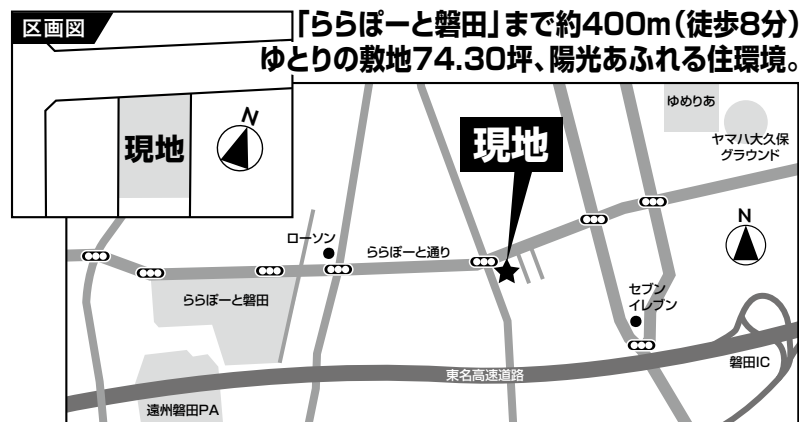 区画図
「ららぽーと磐田」まで約400m（徒歩8分）
ゆとりの敷地74.30坪、陽光あふれる住環境。
現地
N
現地
ゆめりあ
ヤマハ大久保
グラウンド
N
ローソン
ららぽーと通り
ららぽーと磐田
セブン
イレブン
東名高速道路
磐田IC
遠州磐田PA